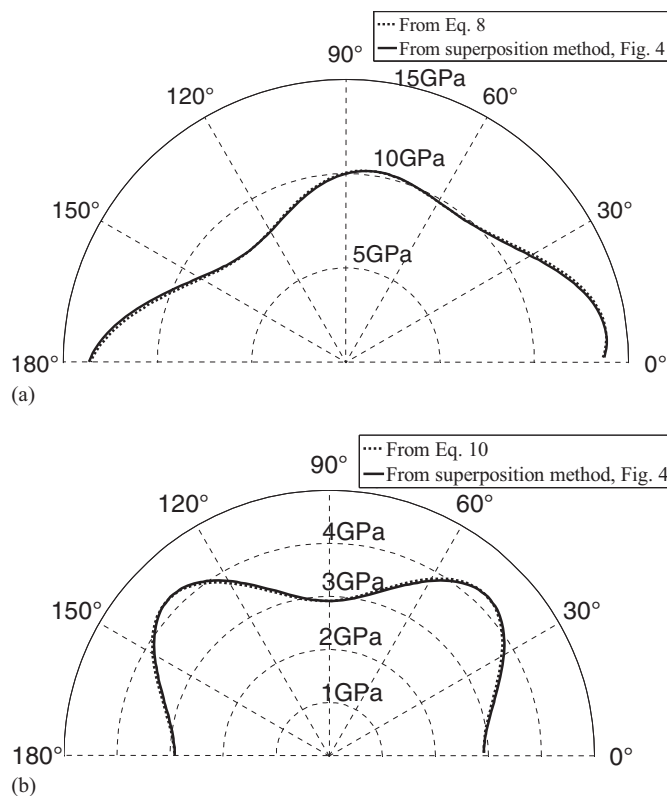 From Eq. 8
From superposition method, Fig. 4
90°
15GPa
120°
60°
10GPa
150°
30°
5GPa
180°
0°
(a)
From Eq. 10
From superposition method, Fig. 4
90°
120°
60°
4GPa
3GPa
150°
30°
2GPa
1GPa
180°
0°
(b)